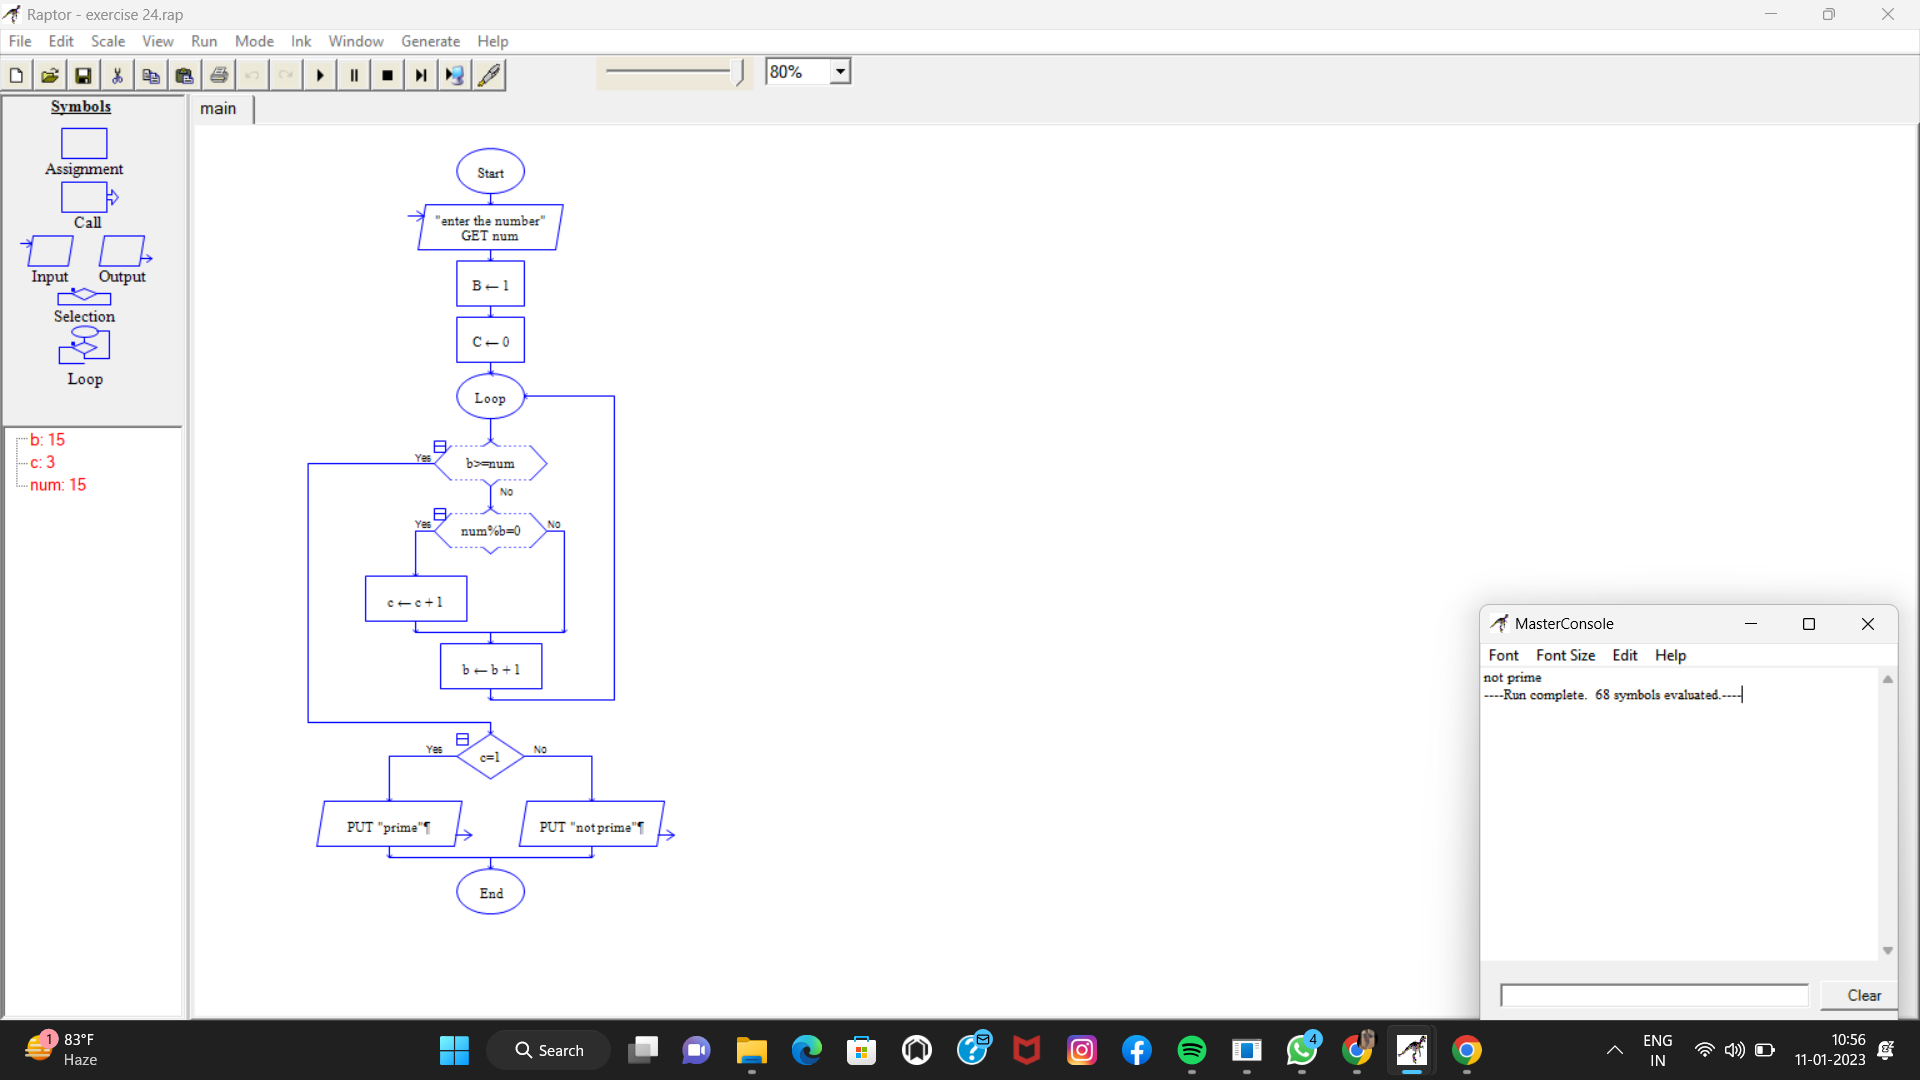 Raptor - exercise 24.rap
File Edit Scale View Run Mode Ink Window Generate Help
80%
Symbols
main
Assignment
Call
Input Output
Selection
Loop
b: 15
c: 3
num: 15
Start
"enter the number"
GET num
B ← 1
C ← 0
Loop
Yes
b>=num
No
Yes
num%b=0
No
c ← c + 1
b ← b + 1
Yes
c=1
No
PUT "prime"¶
PUT "not prime"¶
End
MasterConsole
Font Font Size Edit Help
not prime
----Run complete. 68 symbols evaluated.----
Clear
1
83°F
Haze
Search
4
ENG
IN
10:56
11-01-2023